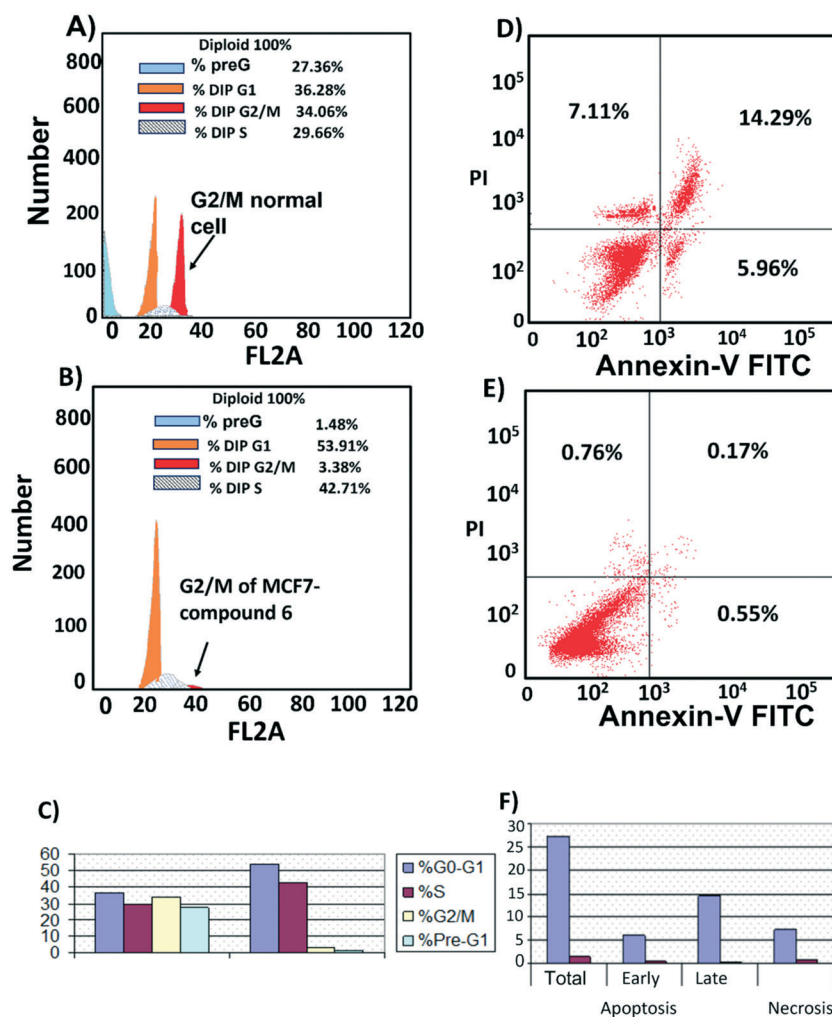 A)
Diploid 100%
% preG 27.36%
% DIP G1 36.28%
% DIP G2/M 34.06%
% DIP S 29.66%
G2/M normal
cell
Number
800
600
400
200
100
0
0 20 40 60 80 100 120
FL2A
B)
Diploid 100%
% preG 1.48%
% DIP G1 53.91%
% DIP G2/M 3.38%
% DIP S 42.71%
G2/M of MCF7-
compound 6
Number
800
600
400
200
100
0
0 20 40 60 80 100 120
FL2A
C)
60
50
40
30
20
10
0
%G0-G1
%S
%G2/M
%Pre-G1
D)
7.11% 14.29%
5.96%
PI
10⁵
10⁴
10³
10²
0
0 10² 10³ 10⁴ 10⁵
Annexin-V FITC
E)
0.76% 0.17%
0.55%
PI
10⁵
10⁴
10³
10²
0
0 10² 10³ 10⁴ 10⁵
Annexin-V FITC
F)
30
25
20
15
10
5
0
Total Early Late
Apoptosis Necrosis